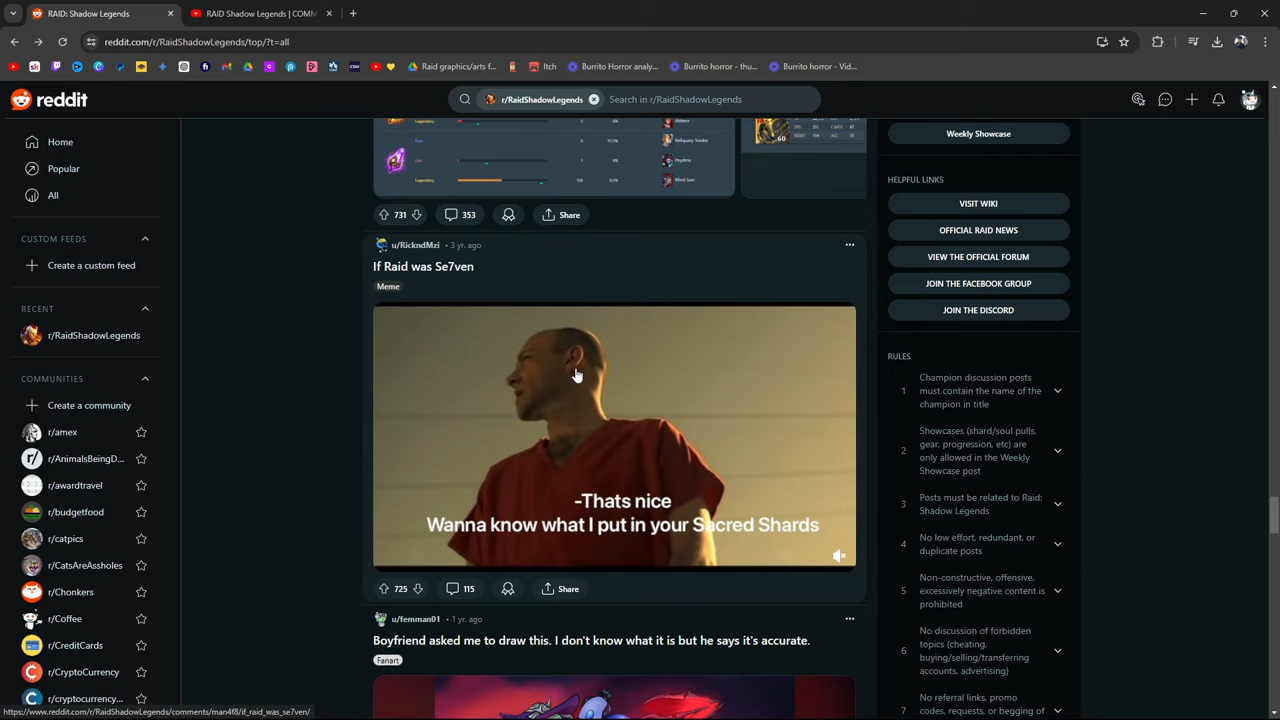 RAID: Shadow Legends
RAID Shadow Legends | COMM
reddit.com/r/RaidShadowLegends/top/?t=all
Raid graphics/arts f...
Itch
Burrito Horror analy...
Burrito horror - thu...
Burrito horror - Vid...
reddit
r/RaidShadowLegends
Search in r/RaidShadowLegends
Home
Popular
All
CUSTOM FEEDS
Create a custom feed
RECENT
r/RaidShadowLegends
COMMUNITIES
Create a community
r/amex
r/AnimalsBeingD...
r/awardtravel
r/budgetfood
r/catpics
r/CatsAreAssholes
r/Chonkers
r/Coffee
r/CreditCards
r/CryptoCurrency
r/cryptocurrency...
https://www.reddit.com/r/RaidShadowLegends/comments/man4f8/if_raid_was_se7ven/
731
353
Share
u/RickndMzi • 3 yr. ago
If Raid was Se7ven
Meme
-Thats nice
Wanna know what I put in your Sacred Shards
725
115
Share
u/femman01 • 1 yr. ago
Boyfriend asked me to draw this. I don't know what it is but he says it's accurate.
Fanart
Weekly Showcase
HELPFUL LINKS
VISIT WIKI
OFFICIAL RAID NEWS
VIEW THE OFFICIAL FORUM
JOIN THE FACEBOOK GROUP
JOIN THE DISCORD
RULES
1 Champion discussion posts
must contain the name of the
champion in title
2 Showcases (shard/soul pulls,
gear, progression, etc) are
only allowed in the Weekly
Showcase post
3 Posts must be related to Raid:
Shadow Legends
4 No low effort, redundant, or
duplicate posts
5 Non-constructive, offensive,
excessively negative content is
prohibited
6 No discussion of forbidden
topics (cheating,
buying/selling/transferring
accounts, advertising)
7 No referral links, promo
codes, requests, or begging of